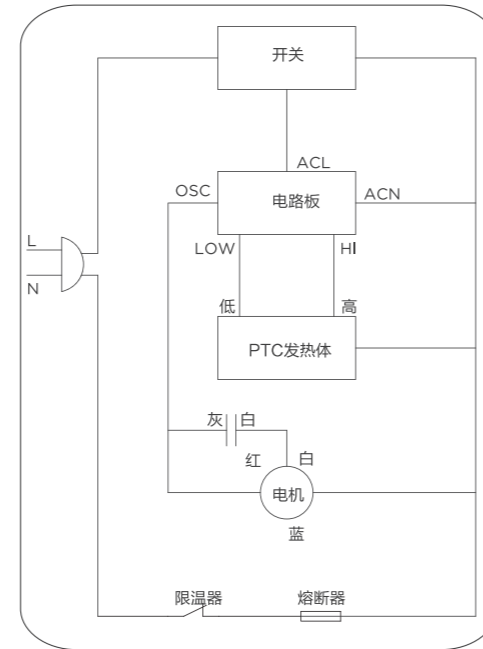 开关
ACL
OSC
电路板
ACN
L
LOW
HI
N
低
高
PTC发热体
灰
白
红
白
电机
蓝
限温器
熔断器